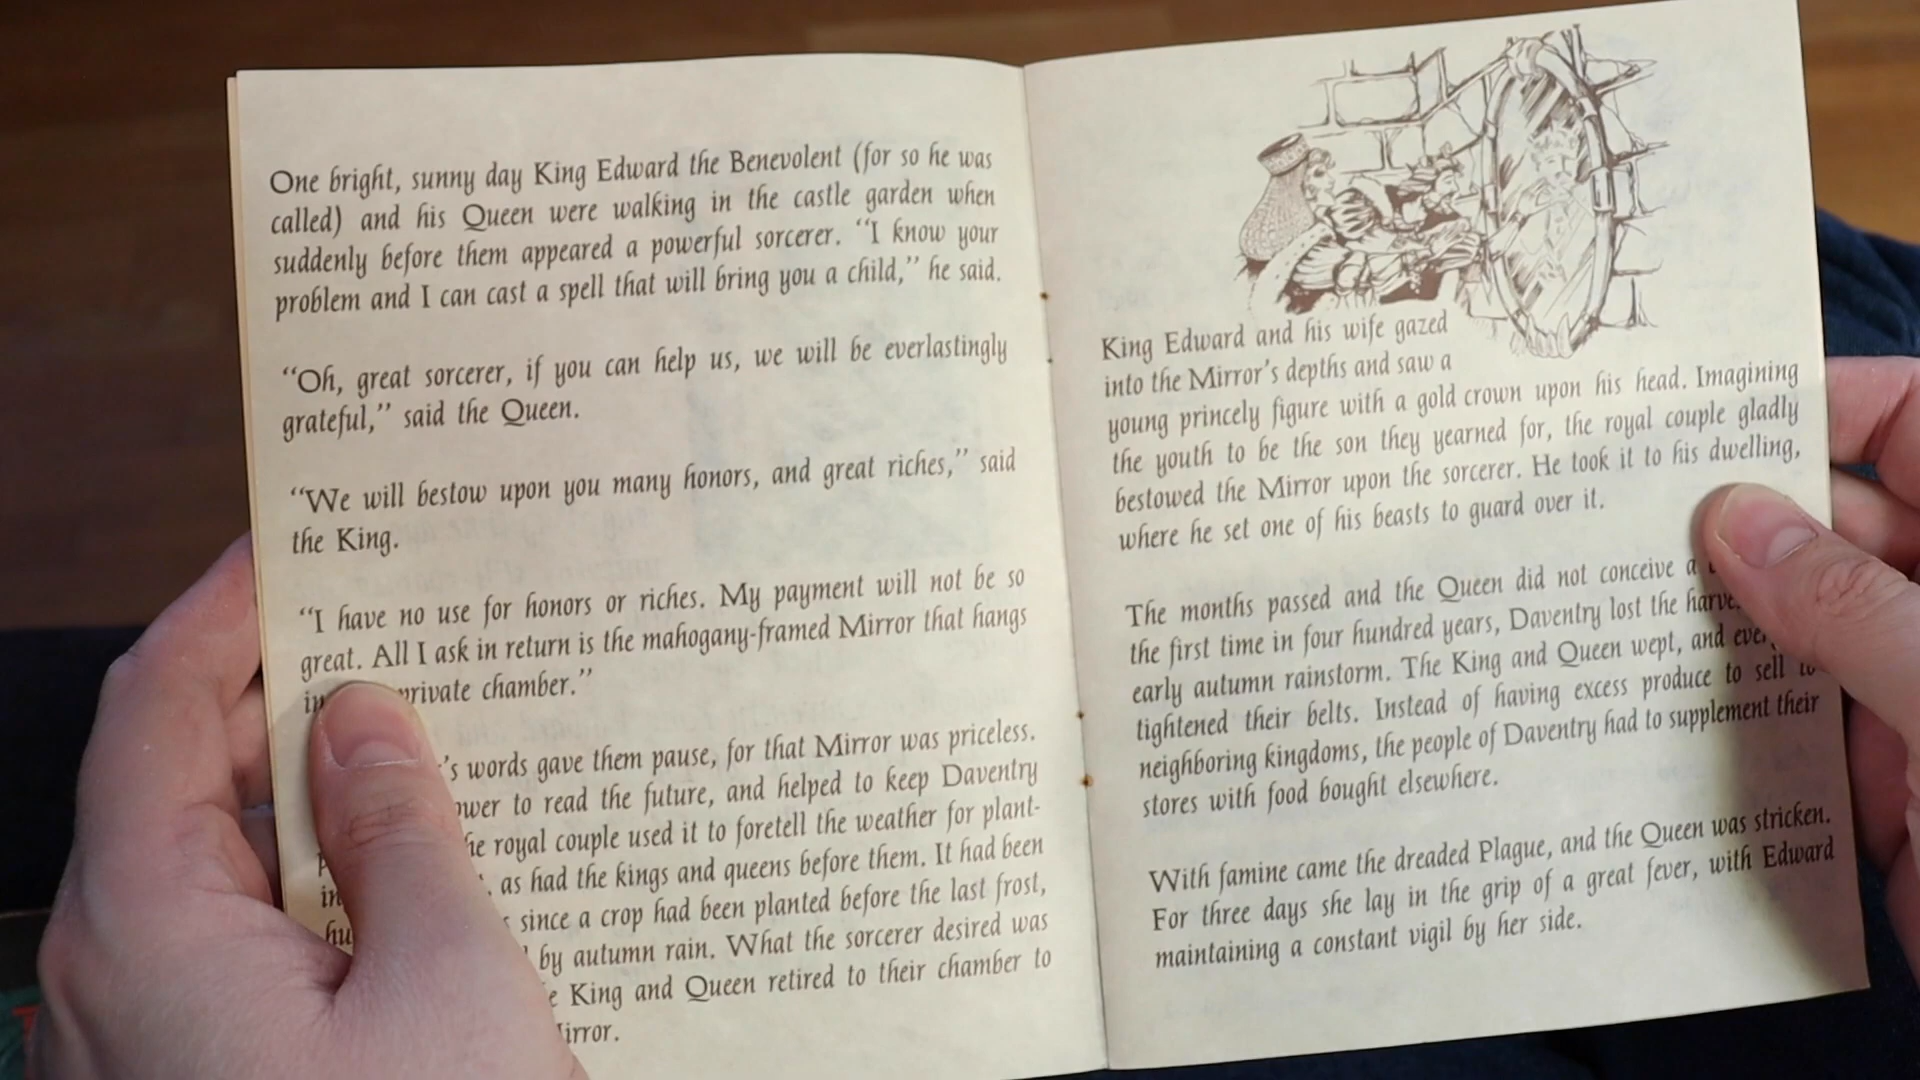 One bright, sunny day King Edward the Benevolent (for so he was
called) and his Queen were walking in the castle garden when
suddenly before them appeared a powerful sorcerer. “I know your
problem and I can cast a spell that will bring you a child,” he said.
“Oh, great sorcerer, if you can help us, we will be everlastingly
grateful,” said the Queen.
“We will bestow upon you many honors, and great riches,” said
the King.
“I have no use for honors or riches. My payment will not be so
great. All I ask in return is the mahogany-framed Mirror that hangs
private chamber.”
’s words gave them pause, for that Mirror was priceless.
to read the future, and helped to keep Daventry
royal couple used it to foretell the weather for plant-
as had the kings and queens before them. It had been
since a crop had been planted before the last frost,
by autumn rain. What the sorcerer desired was
King and Queen retired to their chamber to
King Edward and his wife gazed
into the Mirror’s depths and saw a
young princely figure with a gold crown upon his head. Imagining
the youth to be the son they yearned for, the royal couple gladly
bestowed the Mirror upon the sorcerer. He took it to his dwelling,
where he set one of his beasts to guard over it.
The months passed and the Queen did not conceive a
the first time in four hundred years, Daventry lost the
early autumn rainstorm. The King and Queen wept, and
tightened their belts. Instead of having excess produce to sell to
neighboring kingdoms, the people of Daventry had to supplement their
stores with food bought elsewhere.
With famine came the dreaded Plague, and the Queen was stricken.
For three days she lay in the grip of a great fever, with Edward
maintaining a constant vigil by her side.